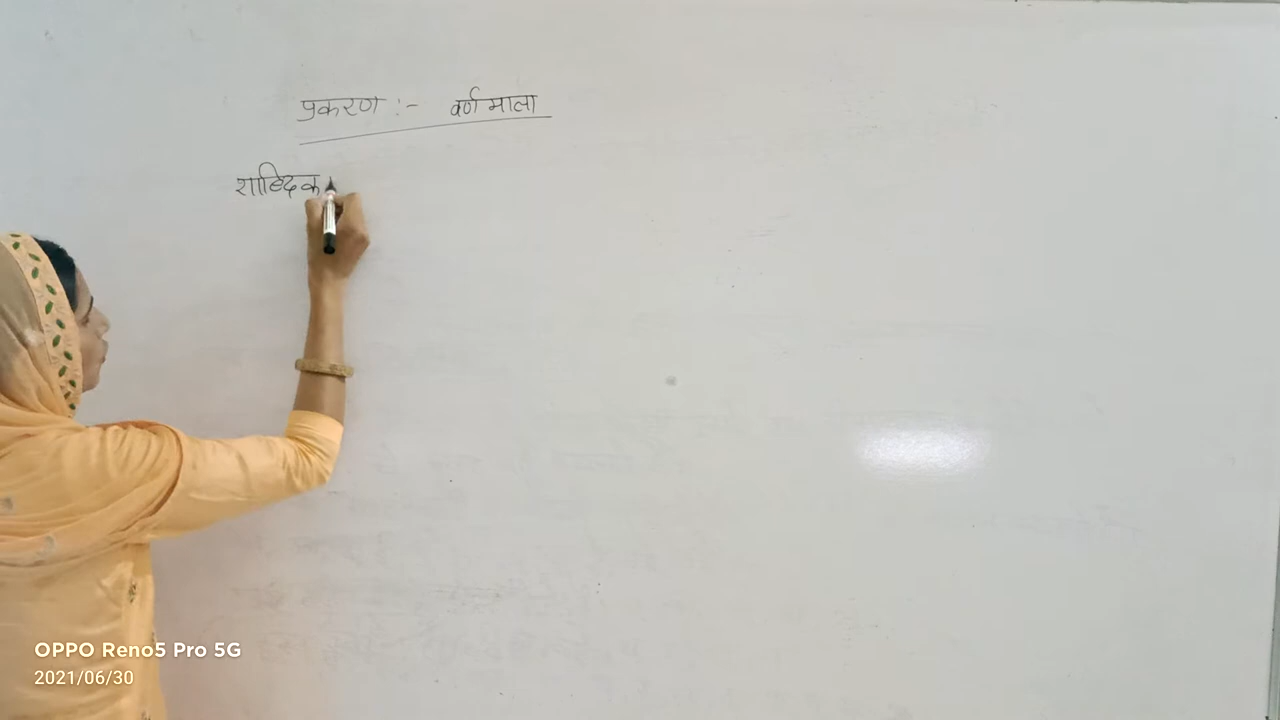 प्रकरण :- वर्ण माला
शाब्दिक
OPPO Reno5 Pro 5G
2021/06/30